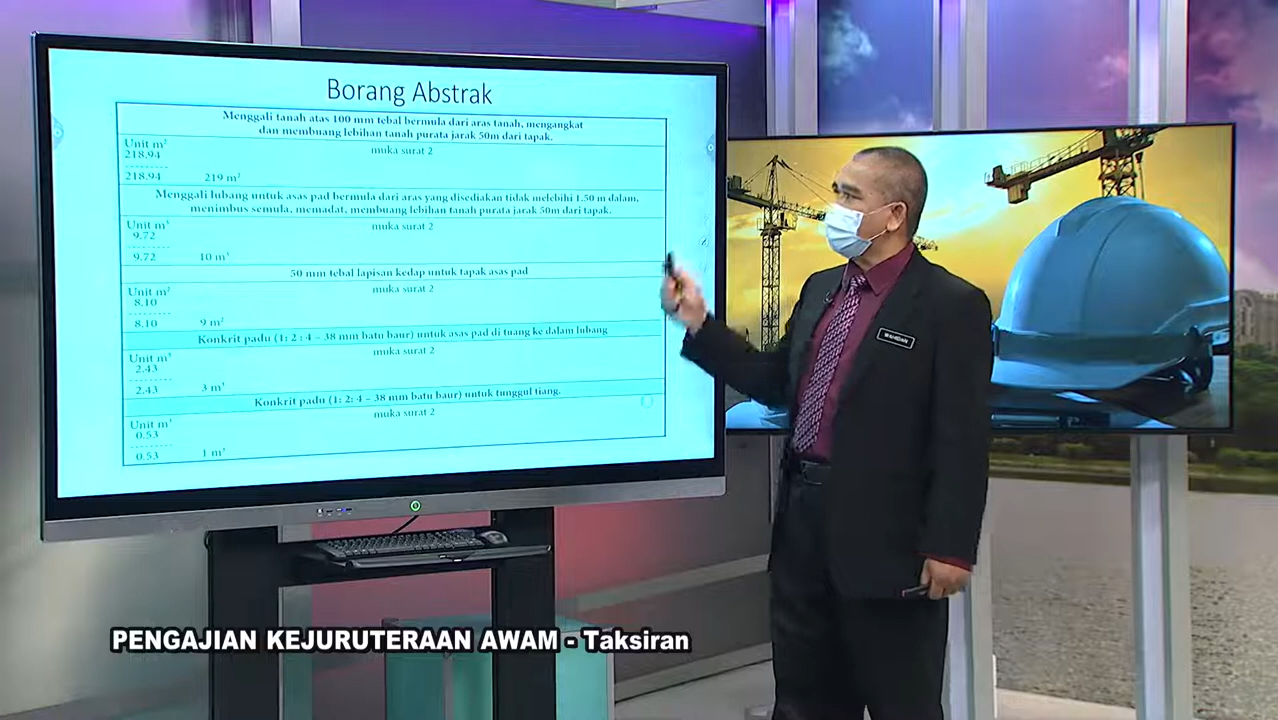 Borang Abstrak
Menggali tanah atas 100 mm tebal bermula dari aras tanah, mengangkat
dan membuang lebihan tanah purata jarak 50m dari tapak.
Unit m²
218.94
muka surat 2
218.94 219 m²
Menggali lubang untuk asas pad bermula dari aras yang disediakan tidak melebihi 1.50 m dalam,
menimbus semula, memadat, membuang lebihan tanah purata jarak 50m dari tapak.
Unit m³
9.72
muka surat 2
9.72 10 m³
50 mm tebal lapisan kedap untuk tapak asas pad
Unit m²
8.10
muka surat 2
8.10 9 m²
Konkrit padu (1: 2 : 4 – 38 mm batu baur) untuk asas pad di tuang ke dalam lubang
Unit m³
2.43
muka surat 2
2.43 3 m³
Konkrit padu (1: 2: 4 – 38 mm batu baur) untuk tunggul tiang.
Unit m³
0.53
muka surat 2
0.53 1 m³
PENGAJIAN KEJURUTERAAN AWAM - Taksiran